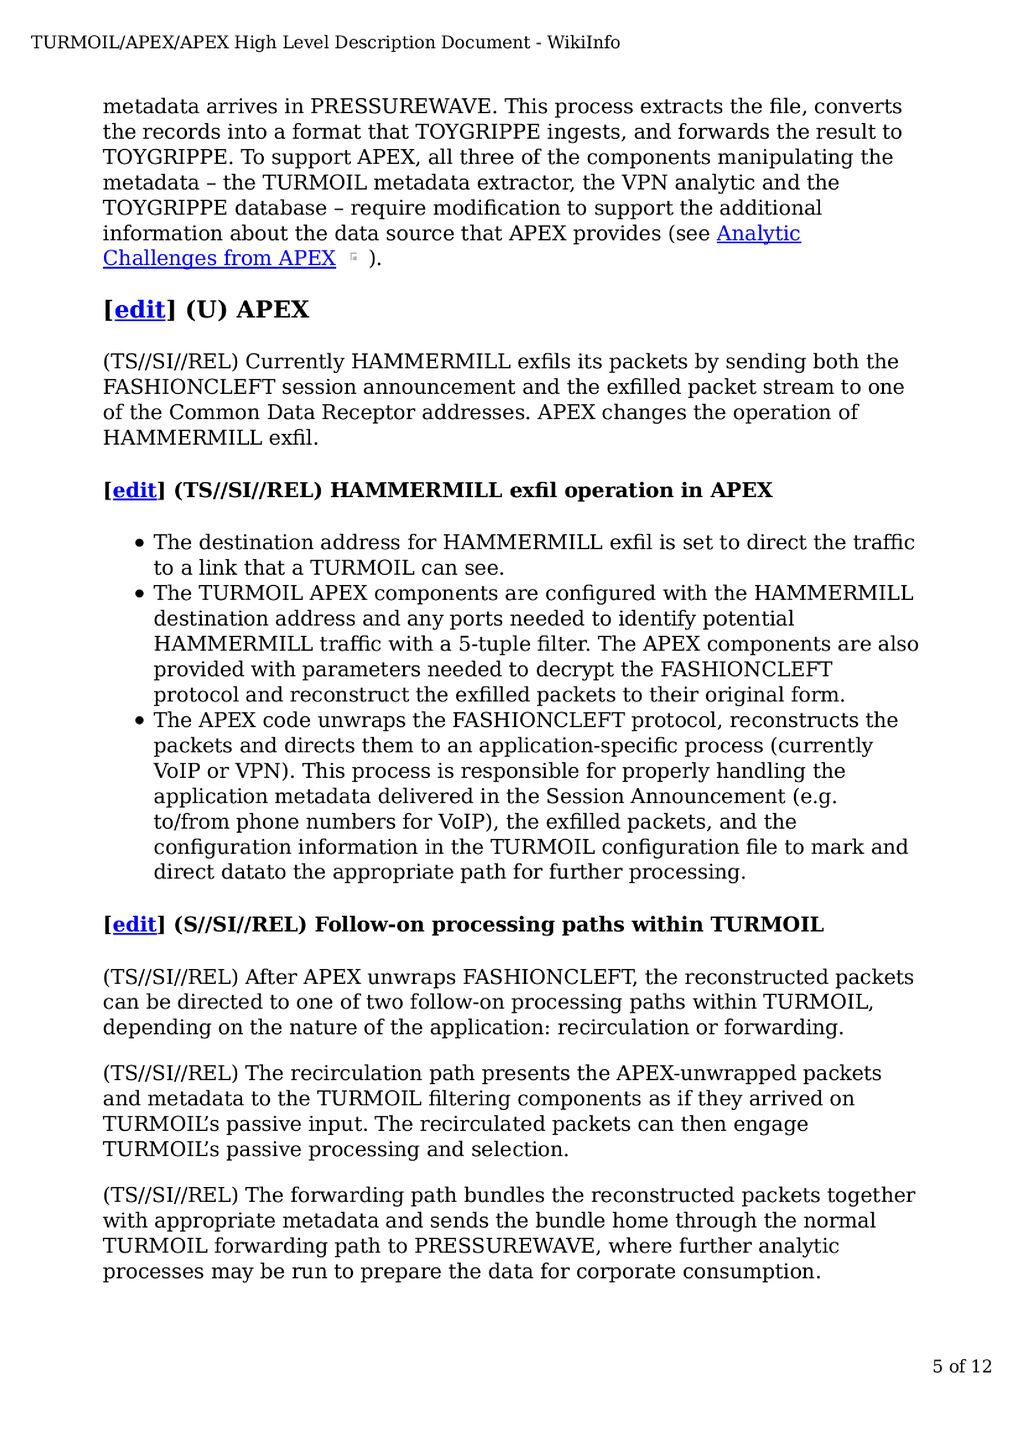 TURMOIL/APEX/APEX High Level Description Document - WikiInfo
metadata arrives in PRESSUREWAVE. This process extracts the file, converts
the records into a format that TOYGRIPPE ingests, and forwards the result to
TOYGRIPPE. To support APEX, all three of the components manipulating the
metadata – the TURMOIL metadata extractor, the VPN analytic and the
TOYGRIPPE database – require modification to support the additional
information about the data source that APEX provides (see Analytic
Challenges from APEX ).
[edit] (U) APEX
(TS//SI//REL) Currently HAMMERMILL exfils its packets by sending both the
FASHIONCLEFT session announcement and the exfilled packet stream to one
of the Common Data Receptor addresses. APEX changes the operation of
HAMMERMILL exfil.
[edit] (TS//SI//REL) HAMMERMILL exfil operation in APEX
• The destination address for HAMMERMILL exfil is set to direct the traffic
to a link that a TURMOIL can see.
• The TURMOIL APEX components are configured with the HAMMERMILL
destination address and any ports needed to identify potential
HAMMERMILL traffic with a 5-tuple filter. The APEX components are also
provided with parameters needed to decrypt the FASHIONCLEFT
protocol and reconstruct the exfilled packets to their original form.
• The APEX code unwraps the FASHIONCLEFT protocol, reconstructs the
packets and directs them to an application-specific process (currently
VoIP or VPN). This process is responsible for properly handling the
application metadata delivered in the Session Announcement (e.g.
to/from phone numbers for VoIP), the exfilled packets, and the
configuration information in the TURMOIL configuration file to mark and
direct datato the appropriate path for further processing.
[edit] (S//SI//REL) Follow-on processing paths within TURMOIL
(TS//SI//REL) After APEX unwraps FASHIONCLEFT, the reconstructed packets
can be directed to one of two follow-on processing paths within TURMOIL,
depending on the nature of the application: recirculation or forwarding.
(TS//SI//REL) The recirculation path presents the APEX-unwrapped packets
and metadata to the TURMOIL filtering components as if they arrived on
TURMOIL’s passive input. The recirculated packets can then engage
TURMOIL’s passive processing and selection.
(TS//SI//REL) The forwarding path bundles the reconstructed packets together
with appropriate metadata and sends the bundle home through the normal
TURMOIL forwarding path to PRESSUREWAVE, where further analytic
processes may be run to prepare the data for corporate consumption.
5 of 12